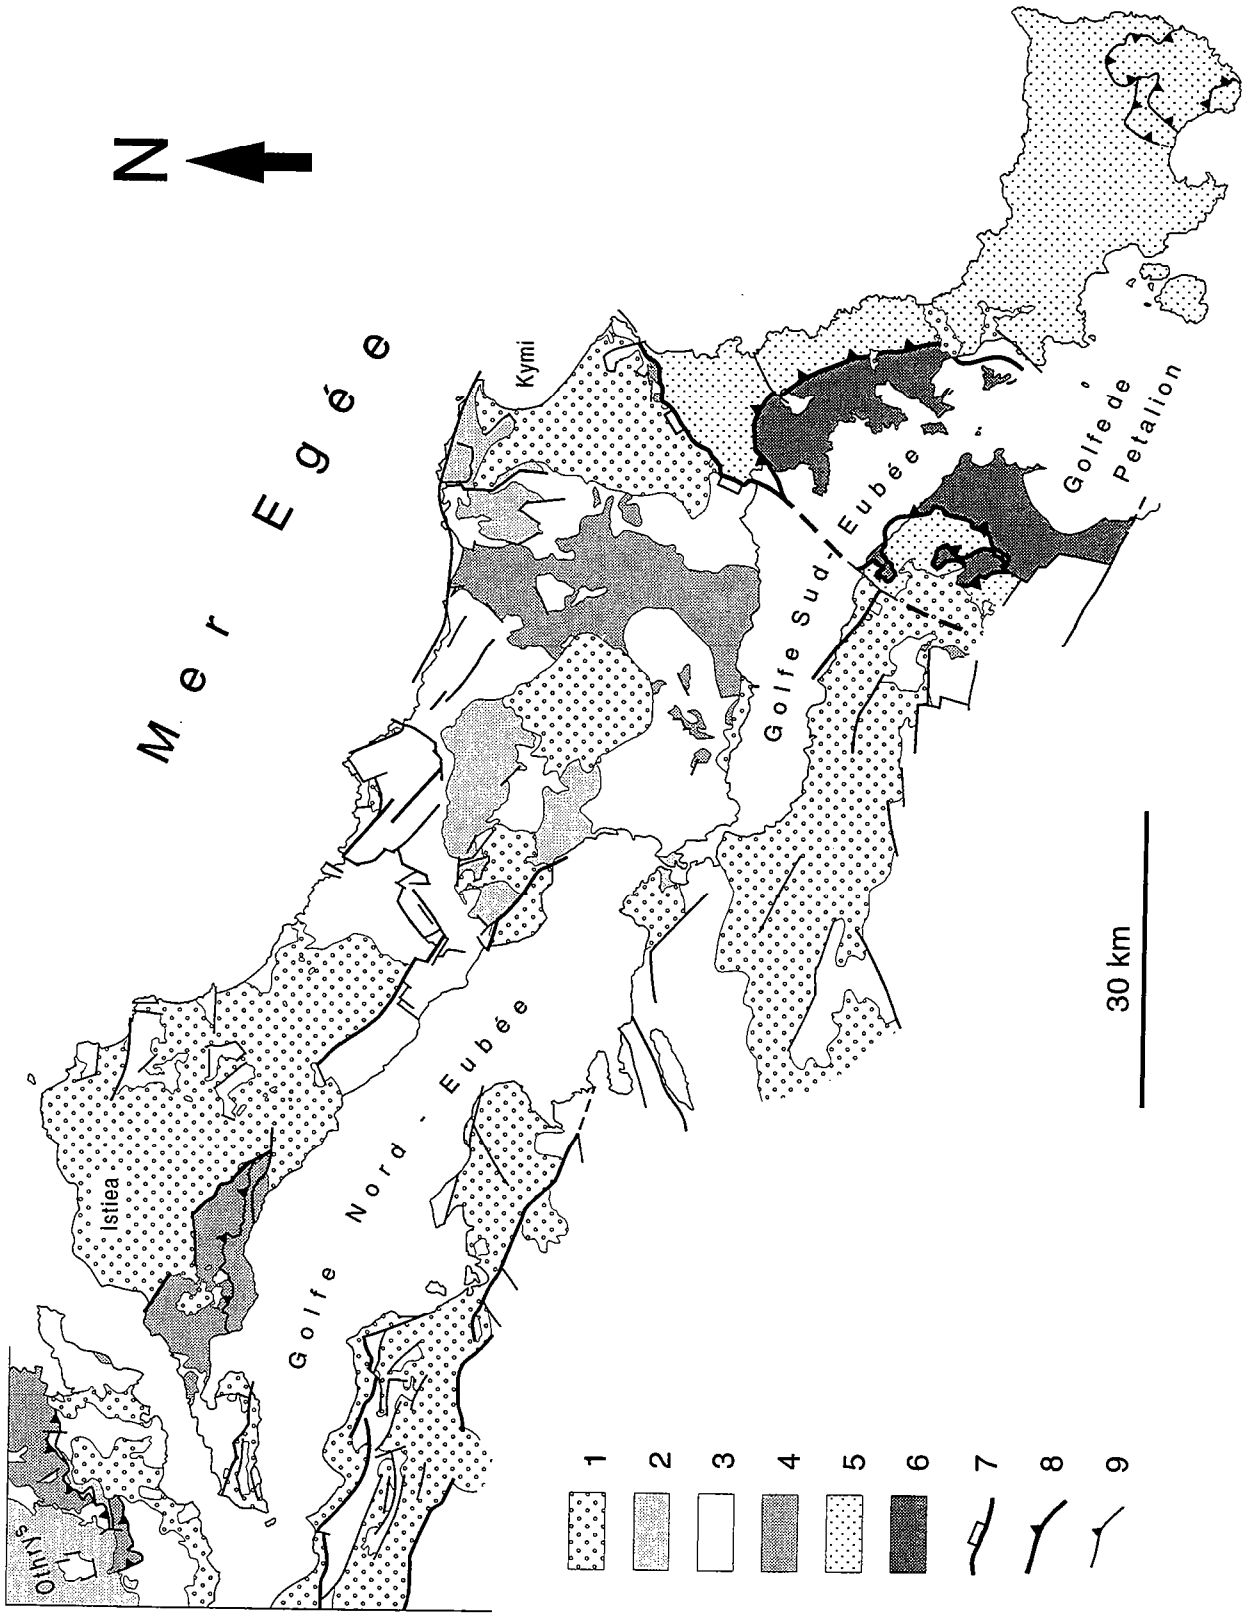 N
Mer Egée
Kymi
Istiea
Othrys
Golfe Nord - Eubée
Golfe Sud - Eubée
Golfe de
Petalion
30 km
1
2
3
4
5
6
7
8
9